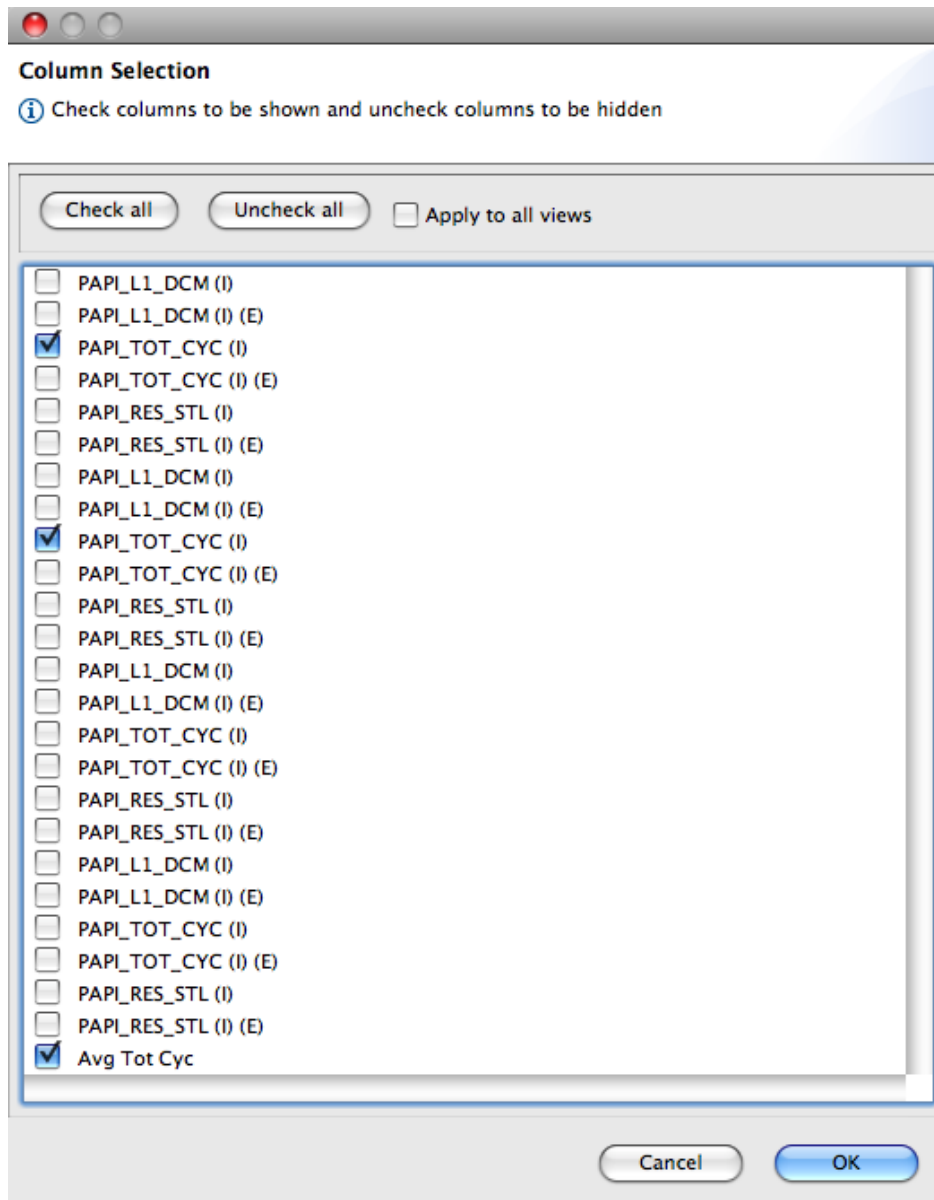 Column Selection
Check columns to be shown and uncheck columns to be hidden
Check all Uncheck all Apply to all views
PAPI_L1_DCM (I)
PAPI_L1_DCM (I) (E)
PAPI_TOT_CYC (I)
PAPI_TOT_CYC (I) (E)
PAPI_RES_STL (I)
PAPI_RES_STL (I) (E)
PAPI_L1_DCM (I)
PAPI_L1_DCM (I) (E)
PAPI_TOT_CYC (I)
PAPI_TOT_CYC (I) (E)
PAPI_RES_STL (I)
PAPI_RES_STL (I) (E)
PAPI_L1_DCM (I)
PAPI_L1_DCM (I) (E)
PAPI_TOT_CYC (I)
PAPI_TOT_CYC (I) (E)
PAPI_RES_STL (I)
PAPI_RES_STL (I) (E)
PAPI_L1_DCM (I)
PAPI_L1_DCM (I) (E)
PAPI_TOT_CYC (I)
PAPI_TOT_CYC (I) (E)
PAPI_RES_STL (I)
PAPI_RES_STL (I) (E)
Avg Tot Cyc
Cancel OK